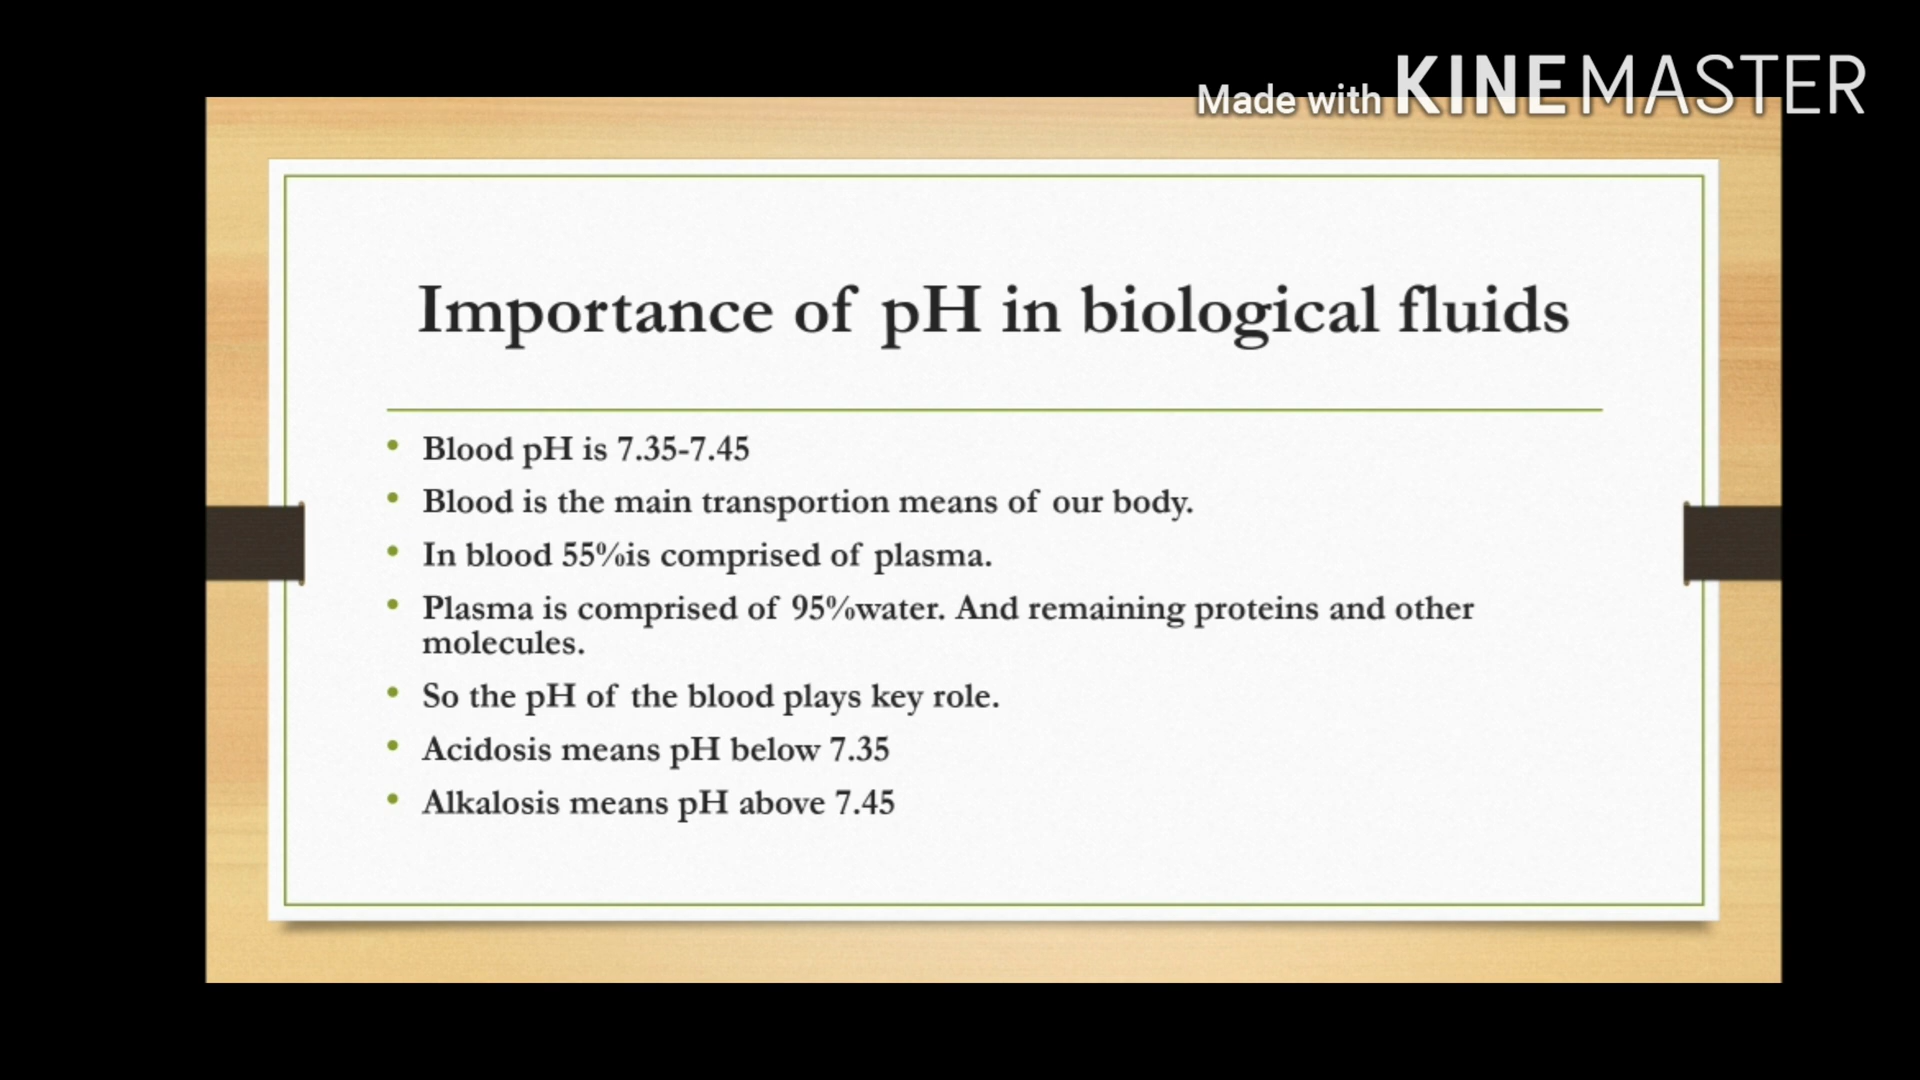 Made with KINEMASTER
Importance of pH in biological fluids
• Blood pH is 7.35-7.45
• Blood is the main transportion means of our body.
• In blood 55%is comprised of plasma.
• Plasma is comprised of 95%water. And remaining proteins and other
molecules.
• So the pH of the blood plays key role.
• Acidosis means pH below 7.35
• Alkalosis means pH above 7.45